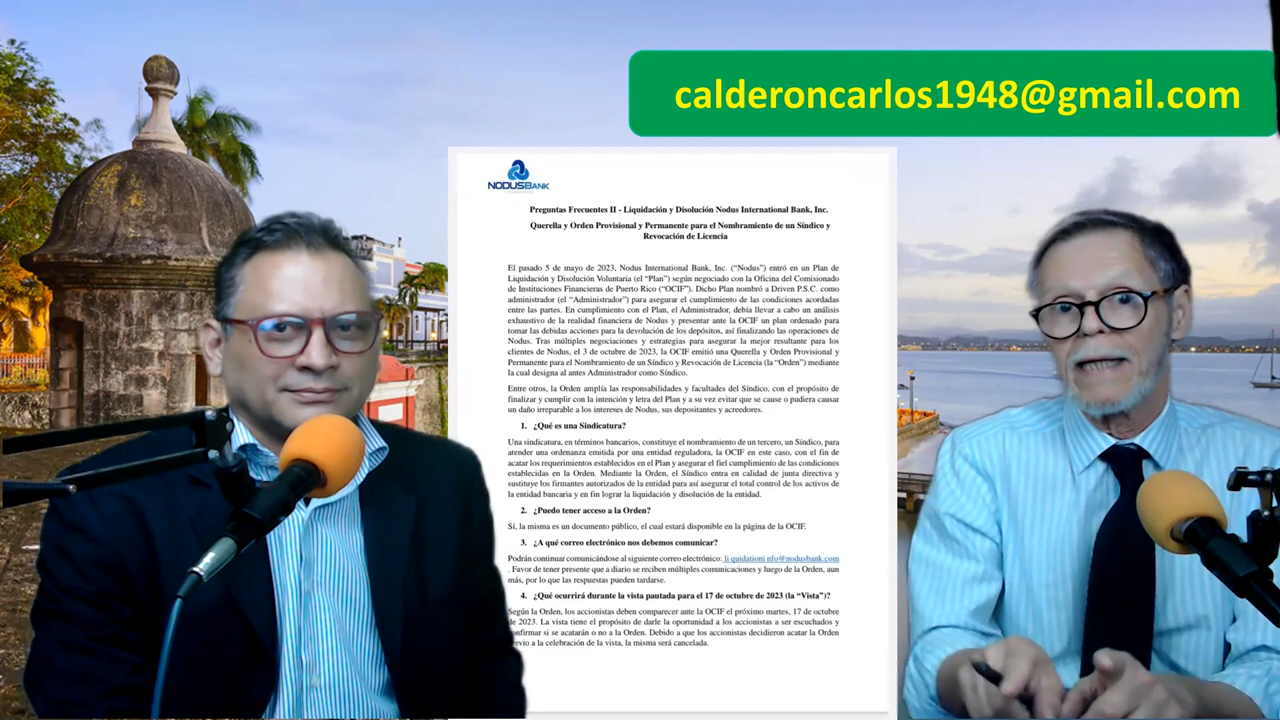 calderoncarlos1948@gmail.com
NODUSBANK
Preguntas Frecuentes II - Liquidación y Disolución Nodus International Bank, Inc.
Querella y Orden Provisional y Permanente para el Nombramiento de un Síndico y
Revocación de Licencia
El pasado 5 de mayo de 2023, Nodus International Bank, Inc. (“Nodus”) entró en un Plan de
Liquidación y Disolución Voluntaria (el “Plan”) según negociado con la Oficina del Comisionado
de Instituciones Financieras de Puerto Rico (“OCIF”). Dicho Plan nombró a Driven P.S.C. como
administrador (el “Administrador”) para asegurar el cumplimiento de las condiciones acordadas
entre las partes. En cumplimiento con el Plan, el Administrador, debía llevar a cabo un análisis
exhaustivo de la realidad financiera de Nodus y presentar ante la OCIF un plan ordenado para
tomar las debidas acciones para la devolución de los depósitos, así finalizando las operaciones de
Nodus. Tras múltiples negociaciones y estrategias para asegurar la mejor resultante para los
clientes de Nodus, el 3 de octubre de 2023, la OCIF emitió una Querella y Orden Provisional y
Permanente para el Nombramiento de un Síndico y Revocación de Licencia (la “Orden”) mediante
la cual designa al antes Administrador como Síndico.
Entre otros, la Orden amplía las responsabilidades y facultades del Síndico, con el propósito de
finalizar y cumplir con la intención y letra del Plan y a su vez evitar que se cause o pudiera causar
un daño irreparable a los intereses de Nodus, sus depositantes y acreedores.
1. ¿Qué es una Sindicatura?
Una sindicatura, en términos bancarios, constituye el nombramiento de un tercero, un Síndico, para
atender una ordenanza emitida por una entidad reguladora, la OCIF en este caso, con el fin de
acatar los requerimientos establecidos en el Plan y asegurar el fiel cumplimiento de las condiciones
establecidas en la Orden. Mediante la Orden, el Síndico entra en calidad de junta directiva y
sustituye los firmantes autorizados de la entidad para así asegurar el total control de los activos de
la entidad bancaria y en fin lograr la liquidación y disolución de la entidad.
2. ¿Puedo tener acceso a la Orden?
Sí, la misma es un documento público, el cual estará disponible en la página de la OCIF.
3. ¿A qué correo electrónico nos debemos comunicar?
Podrán continuar comunicándose al siguiente correo electrónico: li quidationi nfo@nodusbank.com
. Favor de tener presente que a diario se reciben múltiples comunicaciones y luego de la Orden, aun
más, por lo que las respuestas pueden tardarse.
4. ¿Qué ocurrirá durante la vista pautada para el 17 de octubre de 2023 (la “Vista”)?
Según la Orden, los accionistas deben comparecer ante la OCIF el próximo martes, 17 de octubre
de 2023. La vista tiene el propósito de darle la oportunidad a los accionistas a ser escuchados y
confirmar si se acatarán o no a la Orden. Debido a que los accionistas decidieron acatar la Orden
previo a la celebración de la vista, la misma será cancelada.